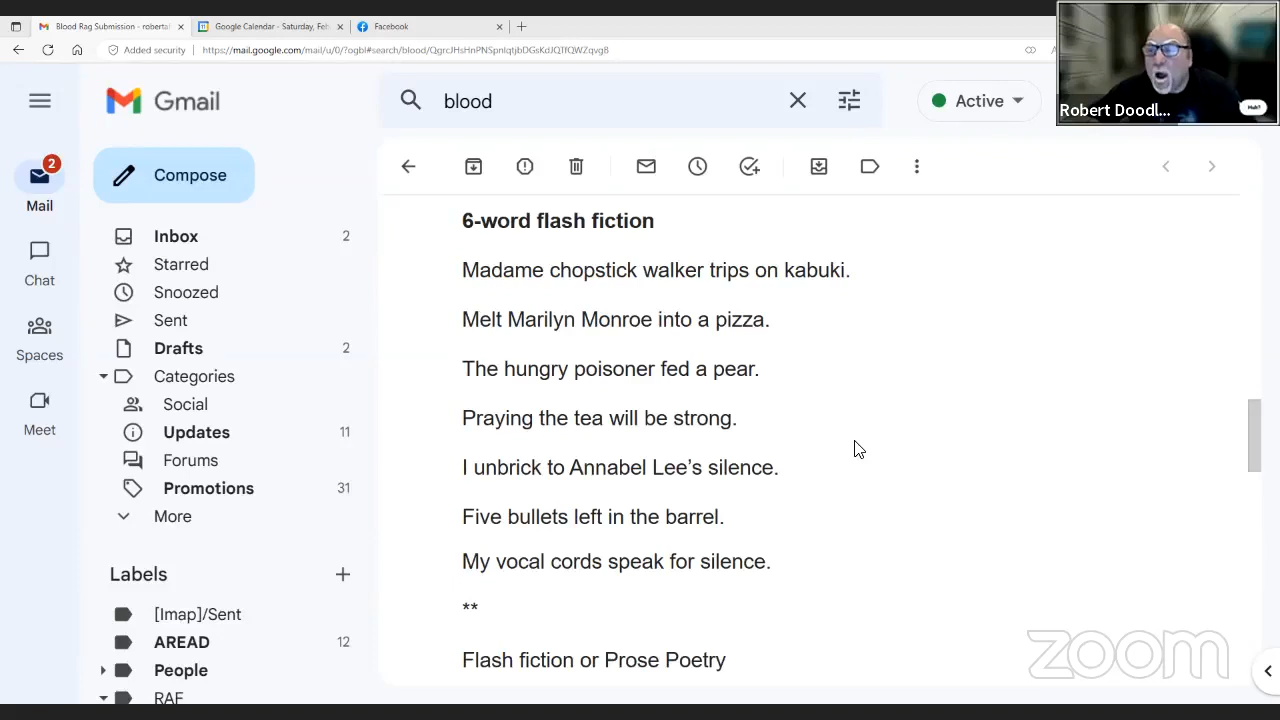 Blood Rag Submission - robertal
Google Calendar - Saturday, Feb
Facebook
Added security
https://mail.google.com/mail/u/0/?ogbl#search/blood/
Gmail
blood
Active
Robert Doodl...
Huh?
Compose
2
Mail
Chat
Spaces
Meet
Inbox 2
Starred
Snoozed
Sent
Drafts 2
Categories
Social
Updates 11
Forums
Promotions 31
More
Labels
[Imap]/Sent
AREAD 12
People
RAF
6-word flash fiction
Madame chopstick walker trips on kabuki.
Melt Marilyn Monroe into a pizza.
The hungry poisoner fed a pear.
Praying the tea will be strong.
I unbrick to Annabel Lee’s silence.
Five bullets left in the barrel.
My vocal cords speak for silence.
**
Flash fiction or Prose Poetry
zoom